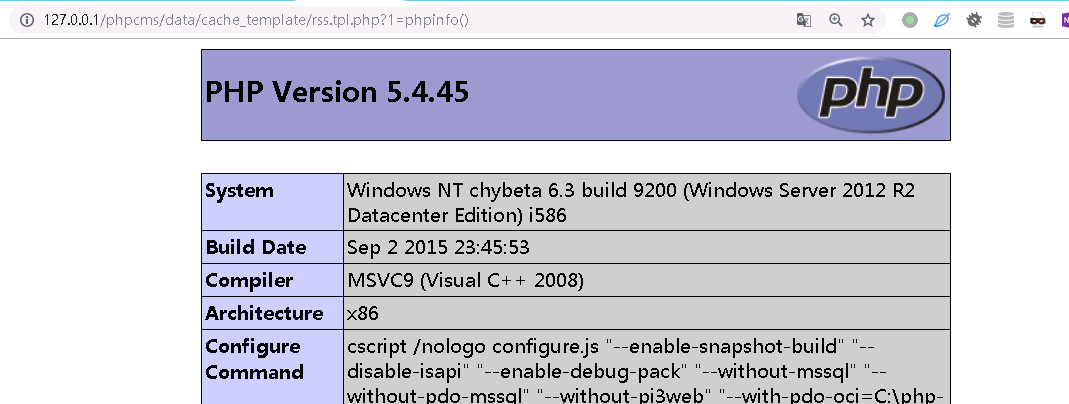 127.0.0.1/phpcms/data/cache_template/rss.tpl.php?1=phpinfo()
PHP Version 5.4.45
php
System
Windows NT chybeta 6.3 build 9200 (Windows Server 2012 R2
Datacenter Edition) i586
Build Date
Sep 2 2015 23:45:53
Compiler
MSVC9 (Visual C++ 2008)
Architecture
x86
Configure
Command
cscript /nologo configure.js "--enable-snapshot-build" "--
disable-isapi" "--enable-debug-pack" "--without-mssql" "--
without-pdo-mssql" "--without-pi3web" "--with-pdo-oci=C:\php-